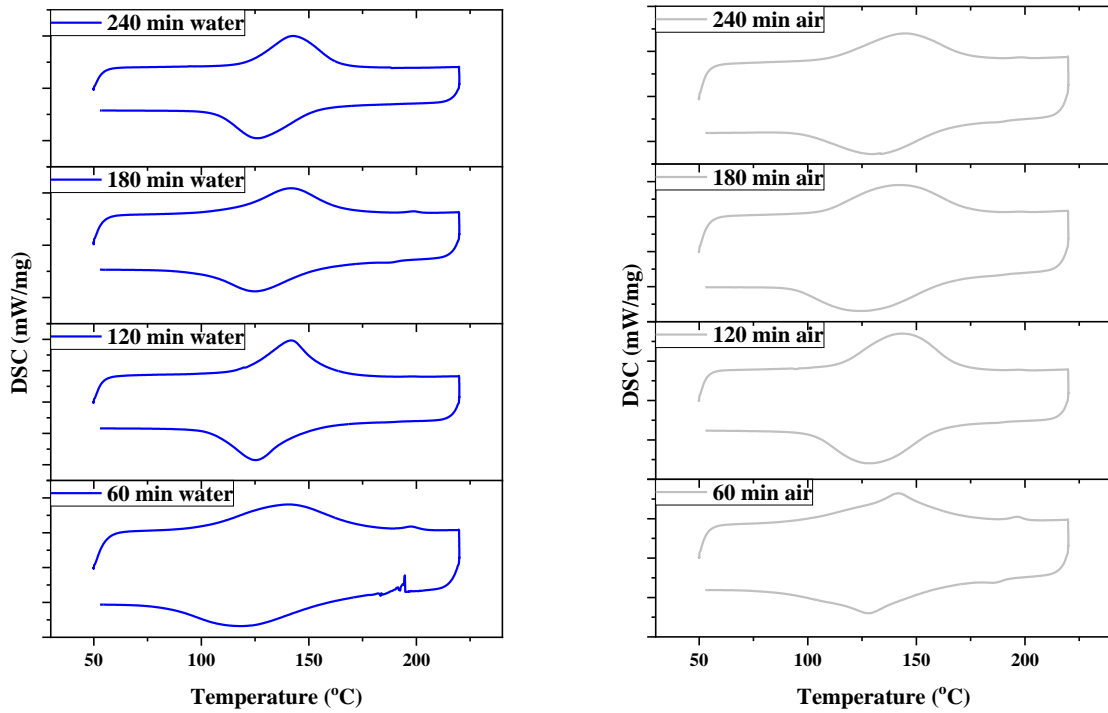 240 min water
180 min water
120 min water
60 min water
DSC (mW/mg)
50 100 150 200
Temperature (°C)
240 min air
180 min air
120 min air
60 min air
DSC (mW/mg)
50 100 150 200
Temperature (°C)